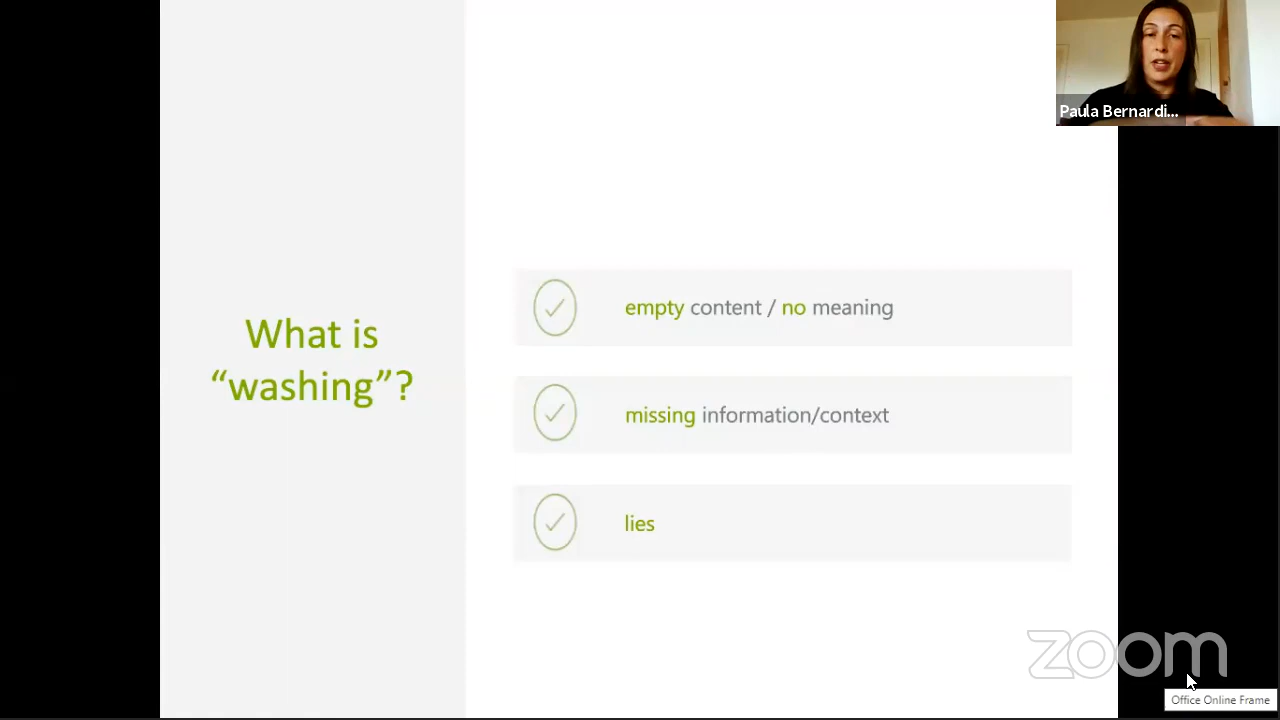 Paula Bernardi...
What is
“washing”?
empty content / no meaning
missing information/context
lies
zoom
Office Online Frame